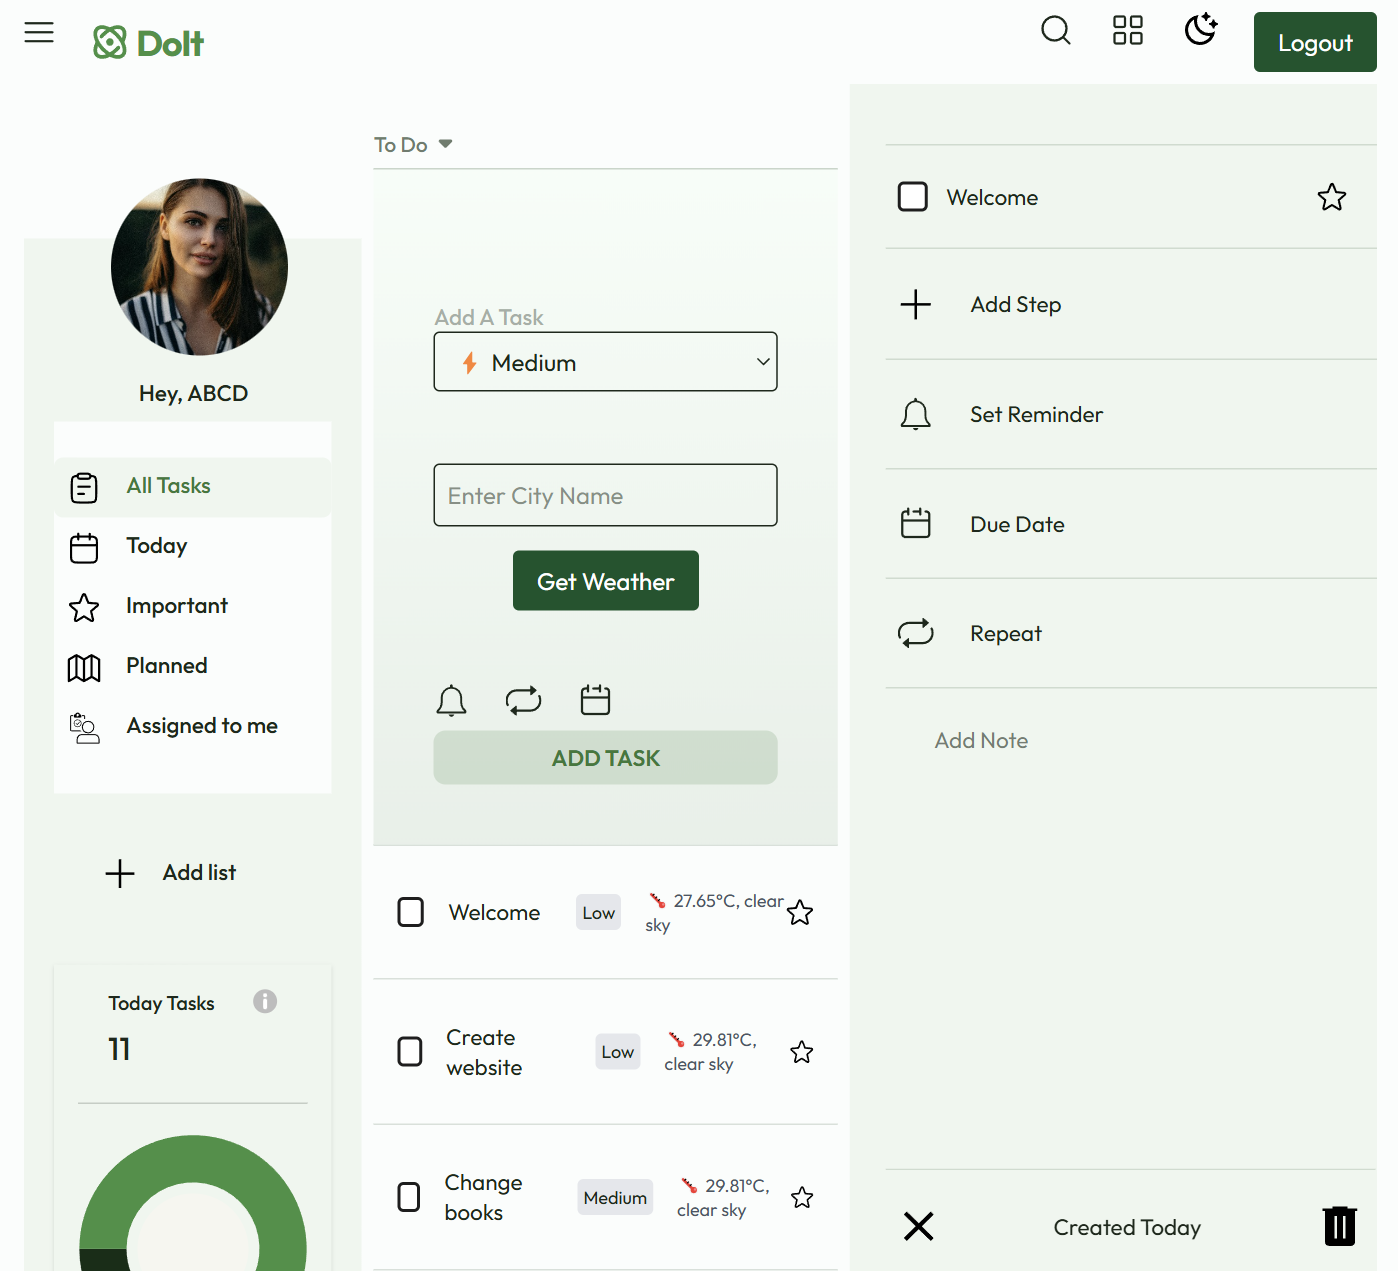 DoIt
Logout
To Do
Hey, ABCD
All Tasks
Today
Important
Planned
Assigned to me
Add list
Today Tasks
11
Add A Task
Medium
Enter City Name
Get Weather
ADD TASK
Welcome
Low
27.65°C, clear
sky
Create
website
Low
29.81°C,
clear sky
Change
books
Medium
29.81°C,
clear sky
Welcome
Add Step
Set Reminder
Due Date
Repeat
Add Note
Created Today